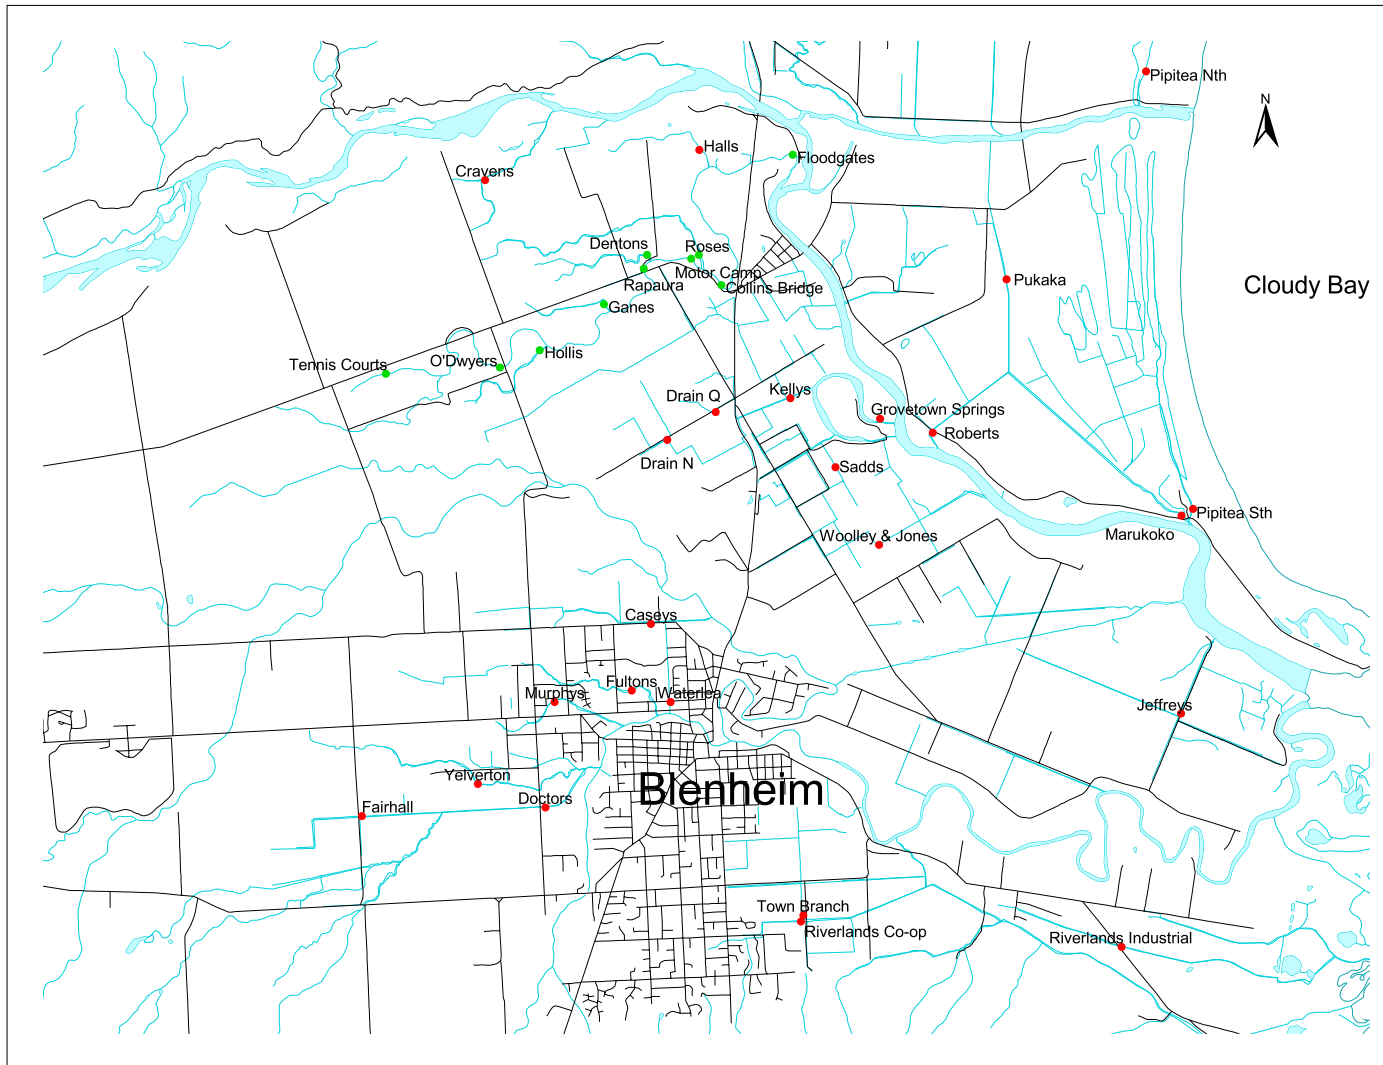 Pipitea Nth
N
Halls
Floodgates
Cravens
Dentons
Roses
Motor Camp
Rapaura
Collins Bridge
Pukaka
Cloudy Bay
Ganes
Hollis
O'Dwyers
Tennis Courts
Kellys
Drain Q
Grovetown Springs
Roberts
Drain N
Sadds
Pipitea Sth
Marukoko
Woolley & Jones
Caseys
Fultons
Murphys
Waterlea
Jeffreys
Yelverton
Blenheim
Doctors
Fairhall
Town Branch
Riverlands Co-op
Riverlands Industrial